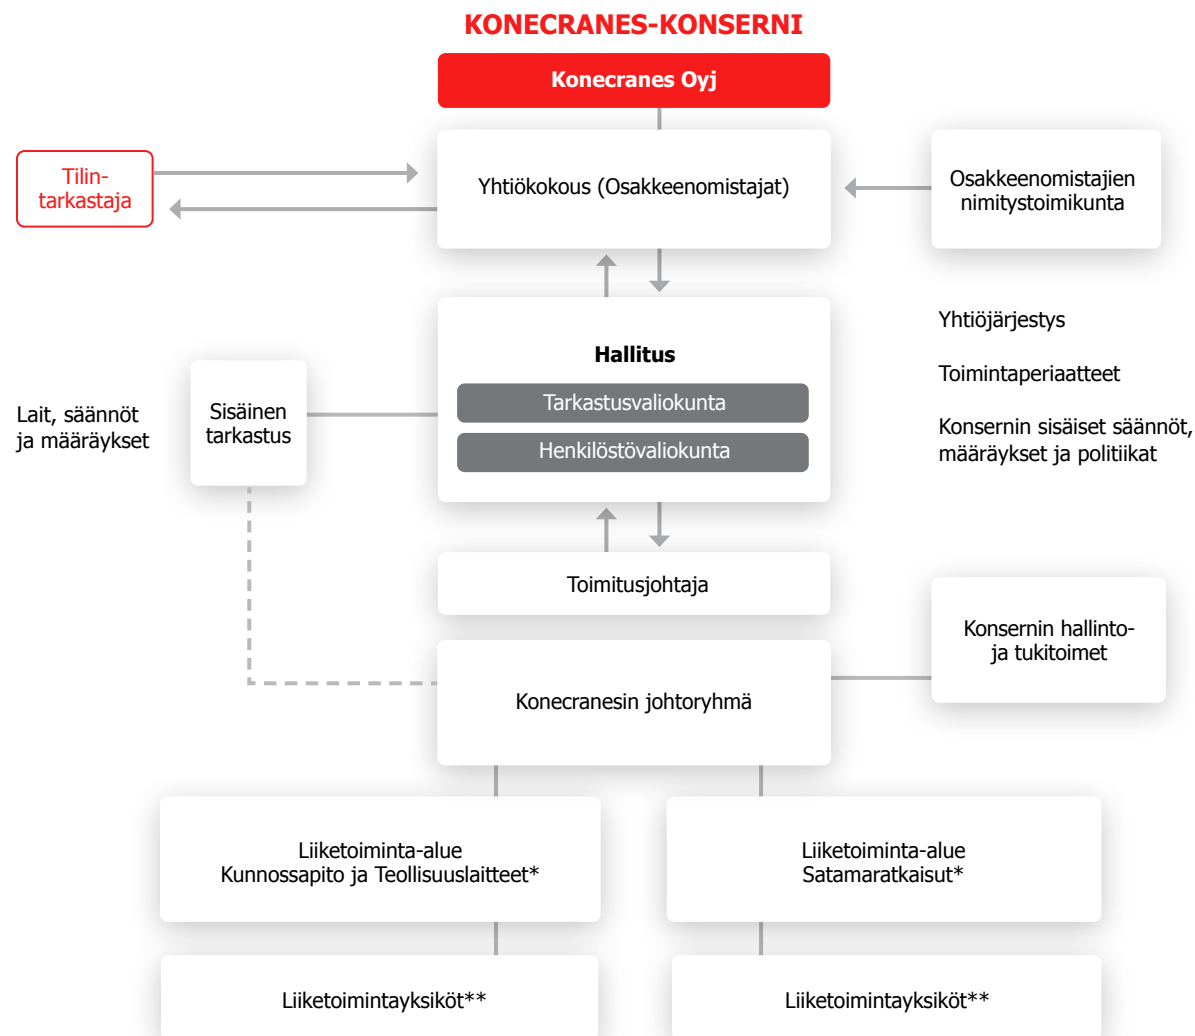 KONECRANES-KONSERNI
Konecranes Oyj
Tilin-
tarkastaja
Yhtiökokous (Osakkeenomistajat)
Osakkeenomistajien
nimitystoimikunta
Lait, säännöt
ja määräykset
Sisäinen
tarkastus
Hallitus
Tarkastusvaliokunta
Henkilöstövaliokunta
Yhtiöjärjestys
Toimintaperiaatteet
Konsernin sisäiset säännöt,
määräykset ja politiikat
Toimitusjohtaja
Konsernin hallinto-
ja tukitoimet
Konecranesin johtoryhmä
Liiketoiminta-alue
Kunnossapito ja Teollisuuslaitteet*
Liiketoiminta-alue
Satamaratkaisut*
Liiketoimintayksiköt**
Liiketoimintayksiköt**